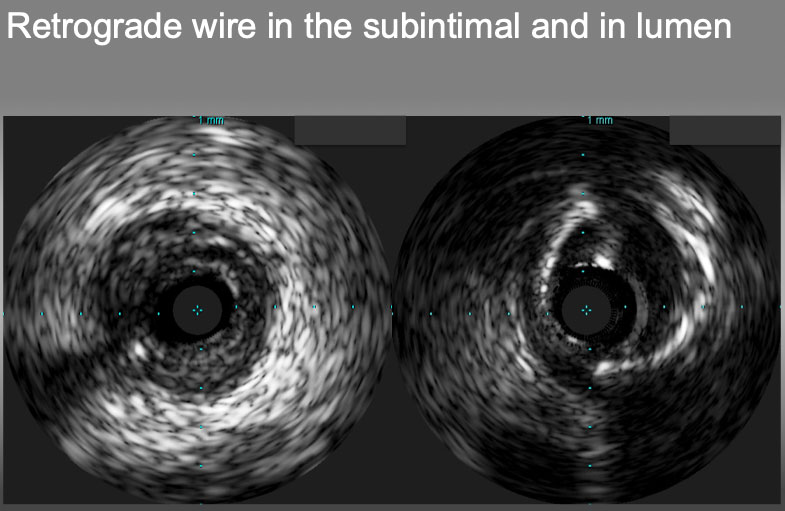 Retrograde wire in the subintimal and in lumen
1 mm
1 mm